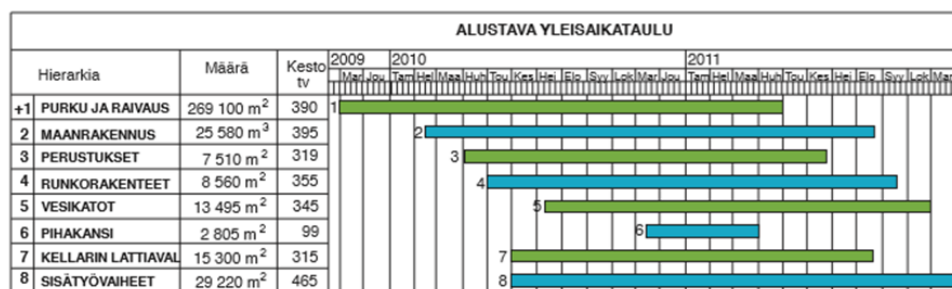 ALUSTAVA YLEISAIKATAULU
Hierarkia Määrä Kesto tv 2009 2010 2011
Mar Jou Tam Hel Maa Huh Tou Kes Hei Elo Syy Lok Mar Jou Tam Hel Maa Huh Tou Kes Hei Elo Syy Lok Mar
+1 PURKU JA RAIVAUS 269 100 m² 390 1
2 MAANRAKENNUS 25 580 m³ 395 2
3 PERUSTUKSET 7 510 m² 319 3
4 RUNKORAKENTEET 8 560 m² 355 4
5 VESIKATOT 13 495 m² 345 5
6 PIHAKANSI 2 805 m² 99 6
7 KELLARIN LATTIAVAL 15 300 m² 315 7
8 SISÄTYÖVAIHEET 29 220 m² 465 8